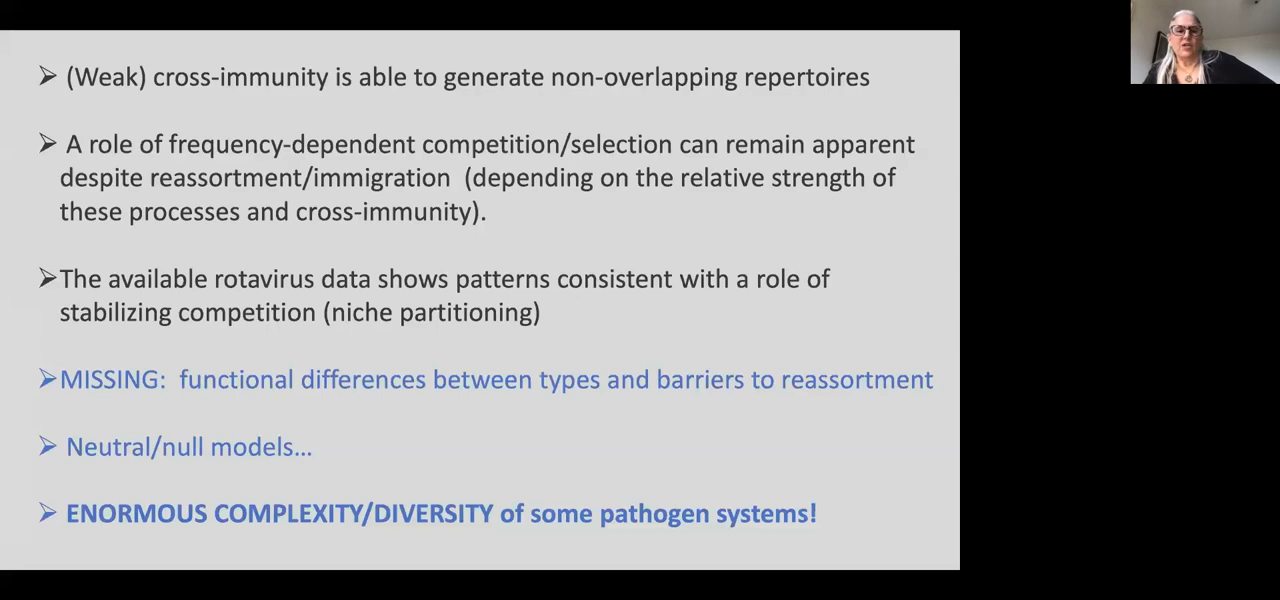 ➢ (Weak) cross-immunity is able to generate non-overlapping repertoires
➢ A role of frequency-dependent competition/selection can remain apparent
despite reassortment/immigration (depending on the relative strength of
these processes and cross-immunity).
➢The available rotavirus data shows patterns consistent with a role of
stabilizing competition (niche partitioning)
➢MISSING: functional differences between types and barriers to reassortment
➢ Neutral/null models...
➢ ENORMOUS COMPLEXITY/DIVERSITY of some pathogen systems!